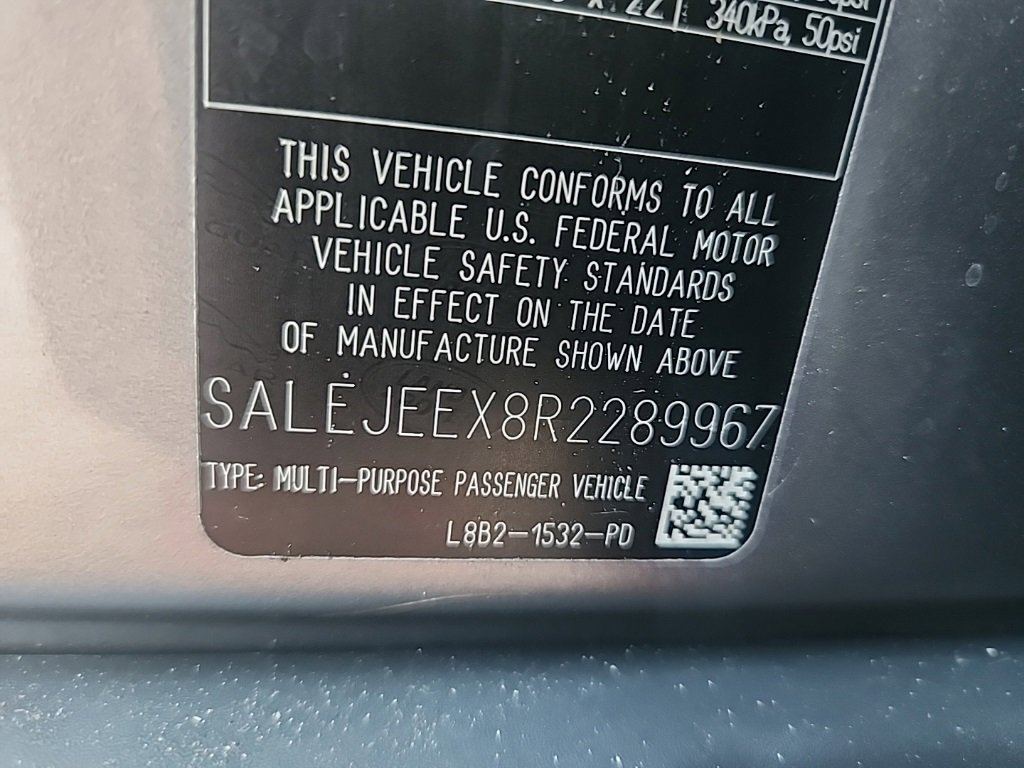 x 22 340kPa, 50psi
THIS VEHICLE CONFORMS TO ALL
APPLICABLE U.S. FEDERAL MOTOR
VEHICLE SAFETY STANDARDS
IN EFFECT ON THE DATE
OF MANUFACTURE SHOWN ABOVE
SALEJEEX8R2289967
TYPE: MULTI-PURPOSE PASSENGER VEHICLE
L8B2-1532-PD